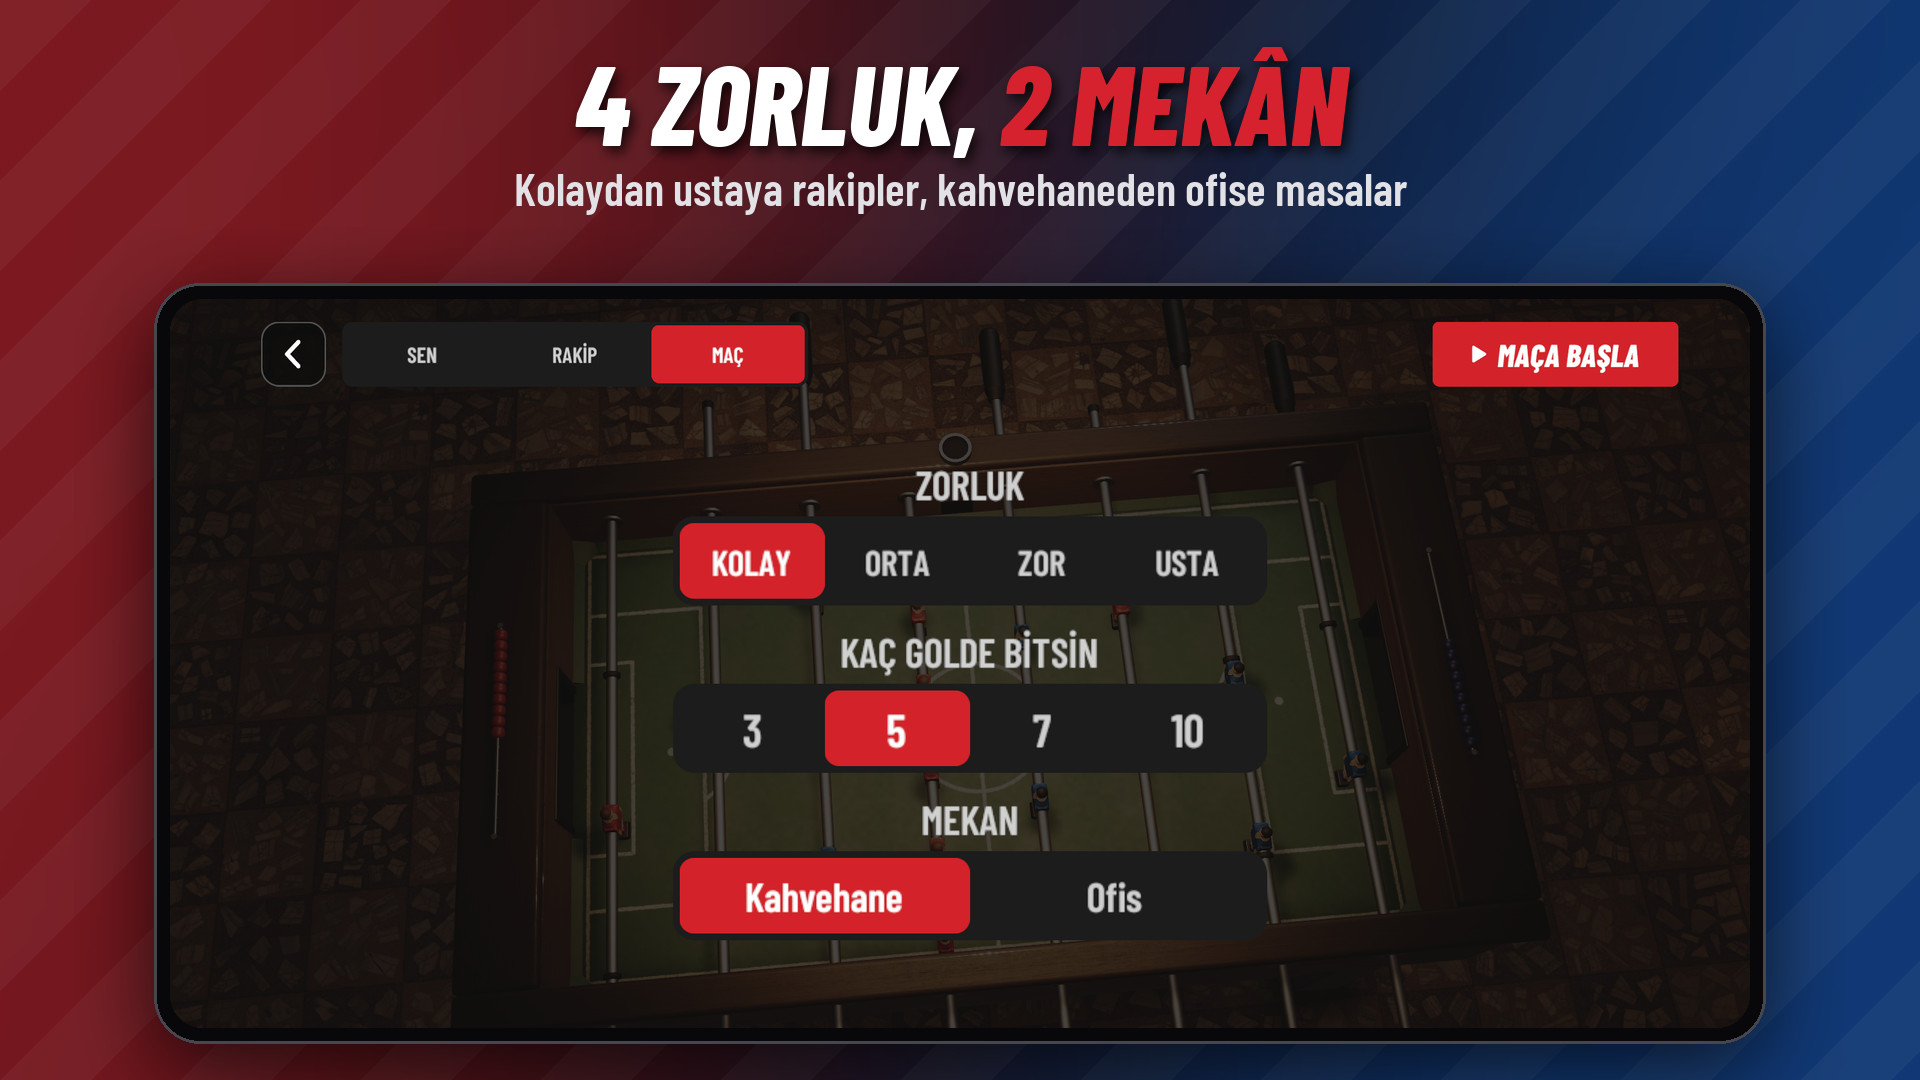 4 ZORLUK, 2 MEKÂN
Kolaydan ustaya rakipler, kahvehaneden ofise masalar
SEN RAKİP MAÇ MAÇA BAŞLA
ZORLUK
KOLAY ORTA ZOR USTA
KAÇ GOLDE BİTSİN
3 5 7 10
MEKAN
Kahvehane Ofis